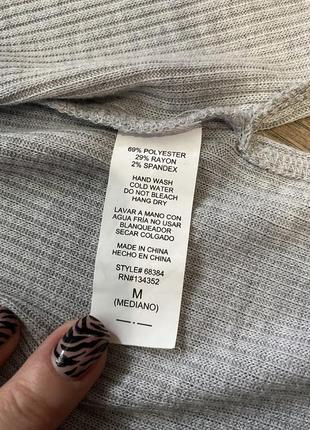 69% POLYESTER
29% RAYON
2% SPANDEX
HAND WASH
COLD WATER
DO NOT BLEACH
HANG DRY
LAVAR A MANO CON
AGUA FRIA NO USAR
BLANQUEADOR
SECAR COLGADO
MADE IN CHINA
HECHO EN CHINA
STYLE# 68384
RN#134352
M
(MEDIANO)